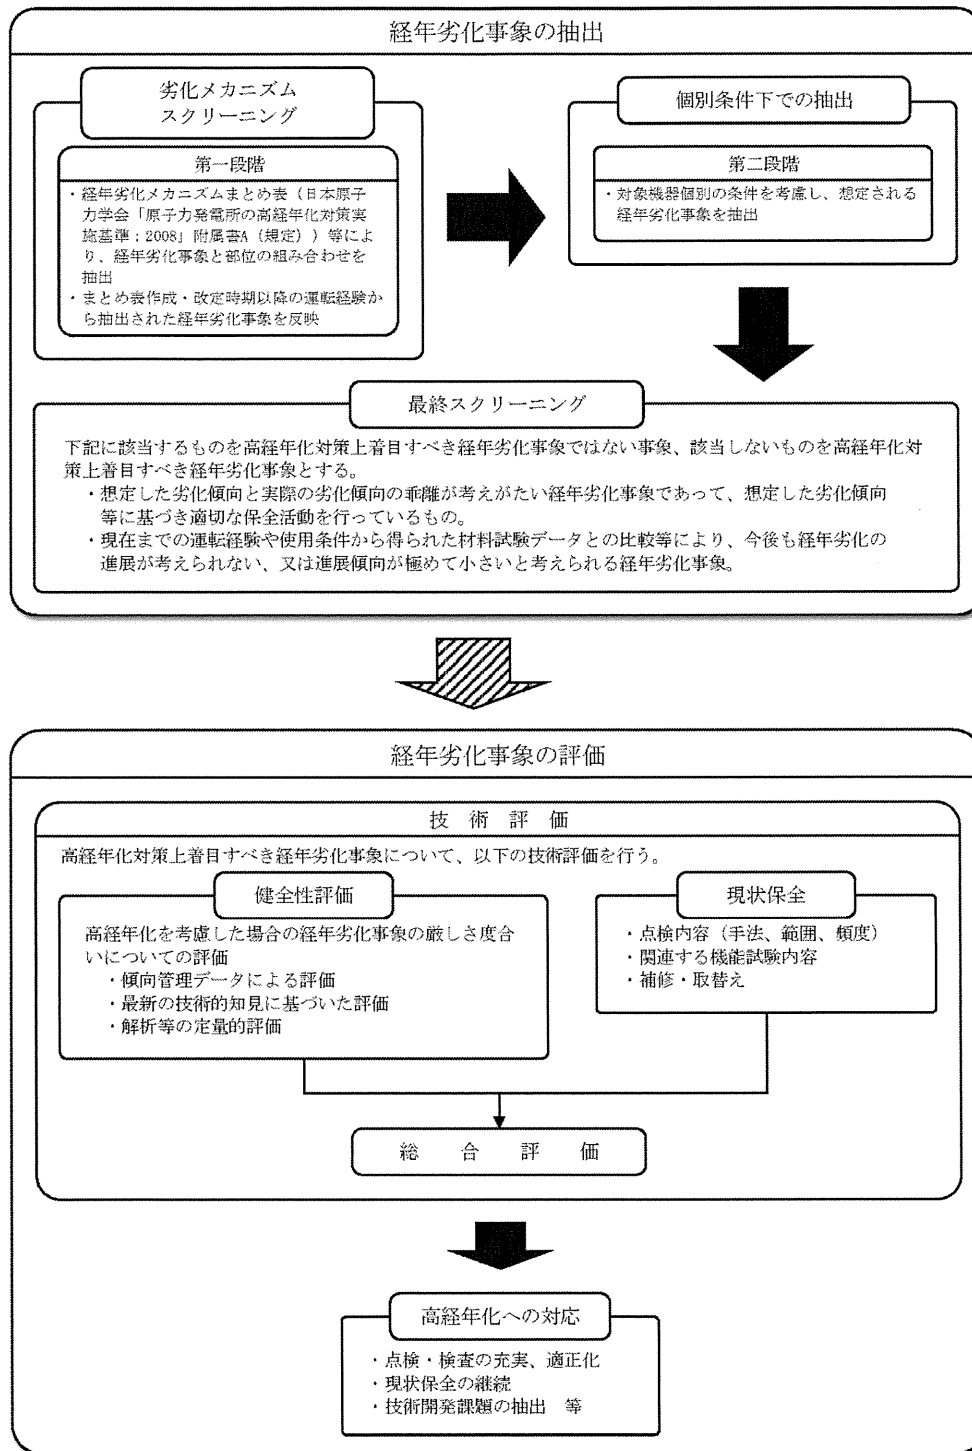 経年劣化事象の抽出
劣化メカニズム
スクリーニング
第一段階
・経年劣化メカニズムまとめ表（日本原子
力学会「原子力発電所の高経年化対策実
施基準：2008」附属書A（規定））等によ
り、経年劣化事象と部位の組み合わせを
抽出
・まとめ表作成・改定時期以降の運転経験か
ら抽出された経年劣化事象を反映
個別条件下での抽出
第二段階
・対象機器個別の条件を考慮し、想定される
経年劣化事象を抽出
最終スクリーニング
下記に該当するものを高経年化対策上着目すべき経年劣化事象ではない事象、該当しないものを高経年化対
策上着目すべき経年劣化事象とする。
・想定した劣化傾向と実際の劣化傾向の乖離が考えがたい経年劣化事象であって、想定した劣化傾向
等に基づき適切な保全活動を行っているもの。
・現在までの運転経験や使用条件から得られた材料試験データとの比較等により、今後も経年劣化の
進展が考えられない、又は進展傾向が極めて小さいと考えられる経年劣化事象。
経年劣化事象の評価
技　術　評　価
高経年化対策上着目すべき経年劣化事象について、以下の技術評価を行う。
健全性評価
高経年化を考慮した場合の経年劣化事象の厳しさ度合
いについての評価
・傾向管理データによる評価
・最新の技術的知見に基づいた評価
・解析等の定量的評価
現状保全
・点検内容（手法、範囲、頻度）
・関連する機能試験内容
・補修・取替え
総　合　評　価
高経年化への対応
・点検・検査の充実、適正化
・現状保全の継続
・技術開発課題の抽出　等